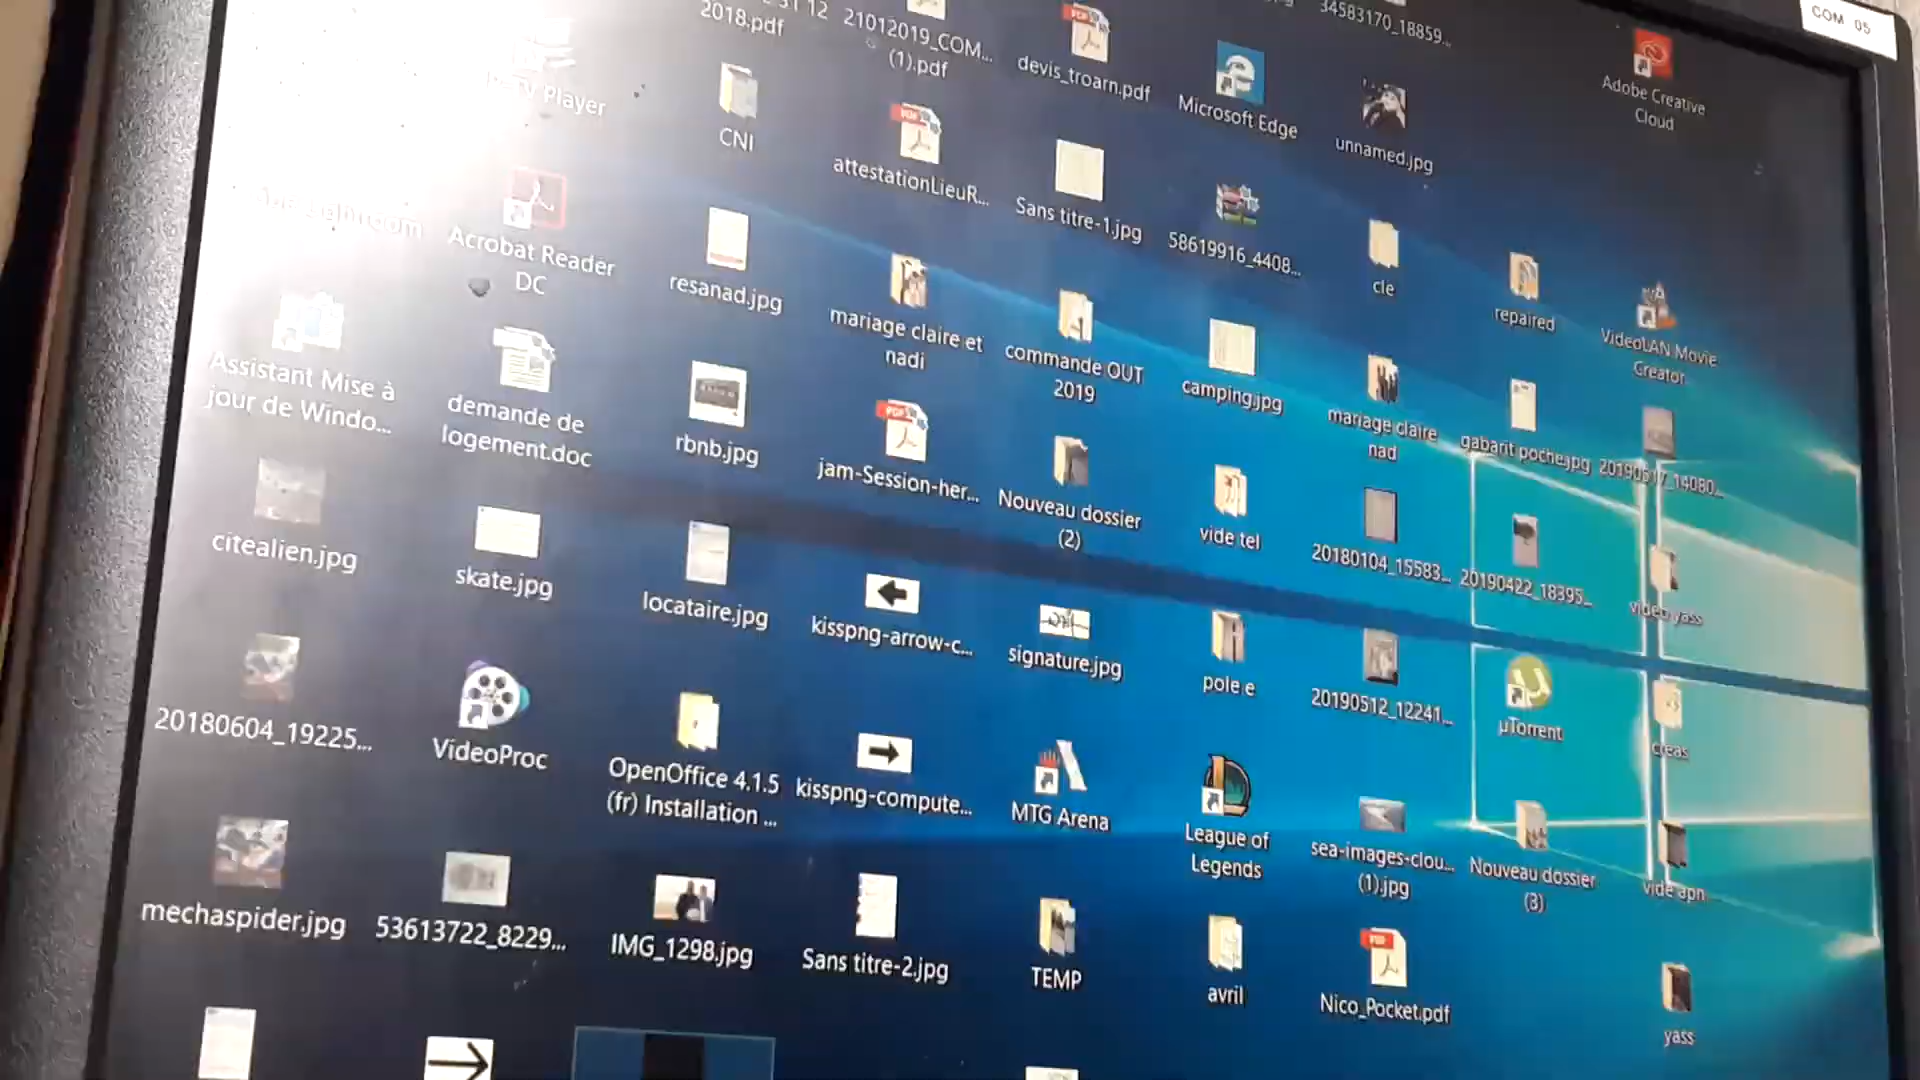 2018.pdf
21012019_COM...
(1).pdf
devis_troarn.pdf
34583170_18859...
COM 05
Player
CNI
attestationLieuR...
Microsoft Edge
unnamed.jpg
Adobe Creative
Cloud
Acrobat Reader
DC
resanad.jpg
Sans titre-1.jpg
58619916_4408...
cle
repaired
VideoLAN Movie
Creator
Assistant Mise à
jour de Windo...
demande de
logement.doc
rbnb.jpg
mariage claire et
nadi
commande OUT
2019
camping.jpg
mariage claire
nad
gabarit poche.jpg
citealien.jpg
skate.jpg
locataire.jpg
jam-Session-her...
Nouveau dossier
(2)
vide tel
20180104_15583...
20190422_18395...
video yass
20180604_19225...
VideoProc
OpenOffice 4.1.5
(fr) Installation ...
kisspng-arrow-c...
signature.jpg
pole e
20190512_12241...
µTorrent
creas
mechaspider.jpg
53613722_8229...
IMG_1298.jpg
kisspng-compute...
MTG Arena
League of
Legends
sea-images-clou...
(1).jpg
Nouveau dossier
(3)
vide apn
Sans titre-2.jpg
TEMP
avril
Nico_Pocket.pdf
yass